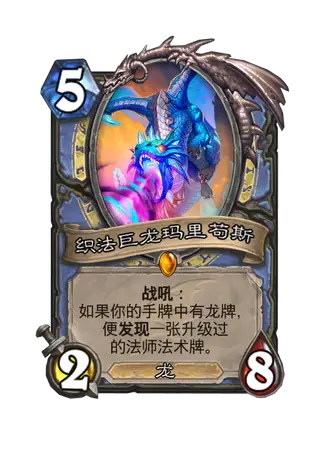 5
织法巨龙玛里苟斯
战吼：
如果你的手牌中有龙牌，
便发现一张升级过
的法师法术牌。
2
龙
8